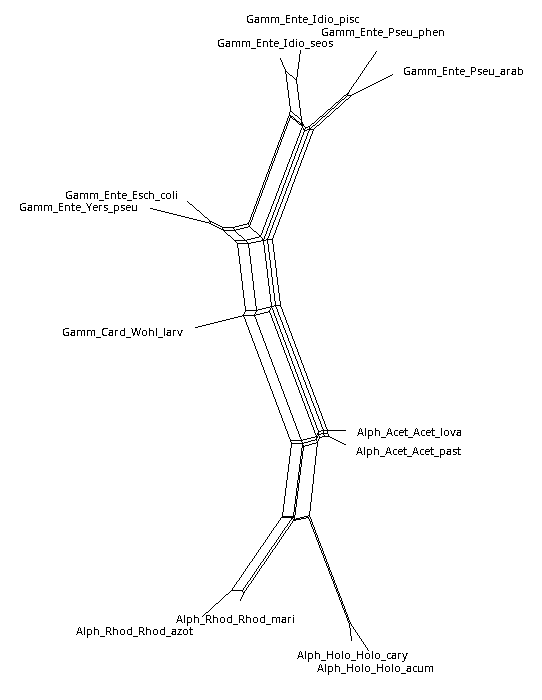 Gamm_Ente_Idio_pisc
Gamm_Ente_Pseu_phen
Gamm_Ente_Idio_seos
Gamm_Ente_Pseu_arab
Gamm_Ente_Esch_coli
Gamm_Ente_Yers_pseu
Gamm_Card_Wohl_larv
Alph_Acet_Acet_lova
Alph_Acet_Acet_past
Alph_Rhod_Rhod_mari
Alph_Rhod_Rhod_azot
Alph_Holo_Holo_cary
Alph_Holo_Holo_acum